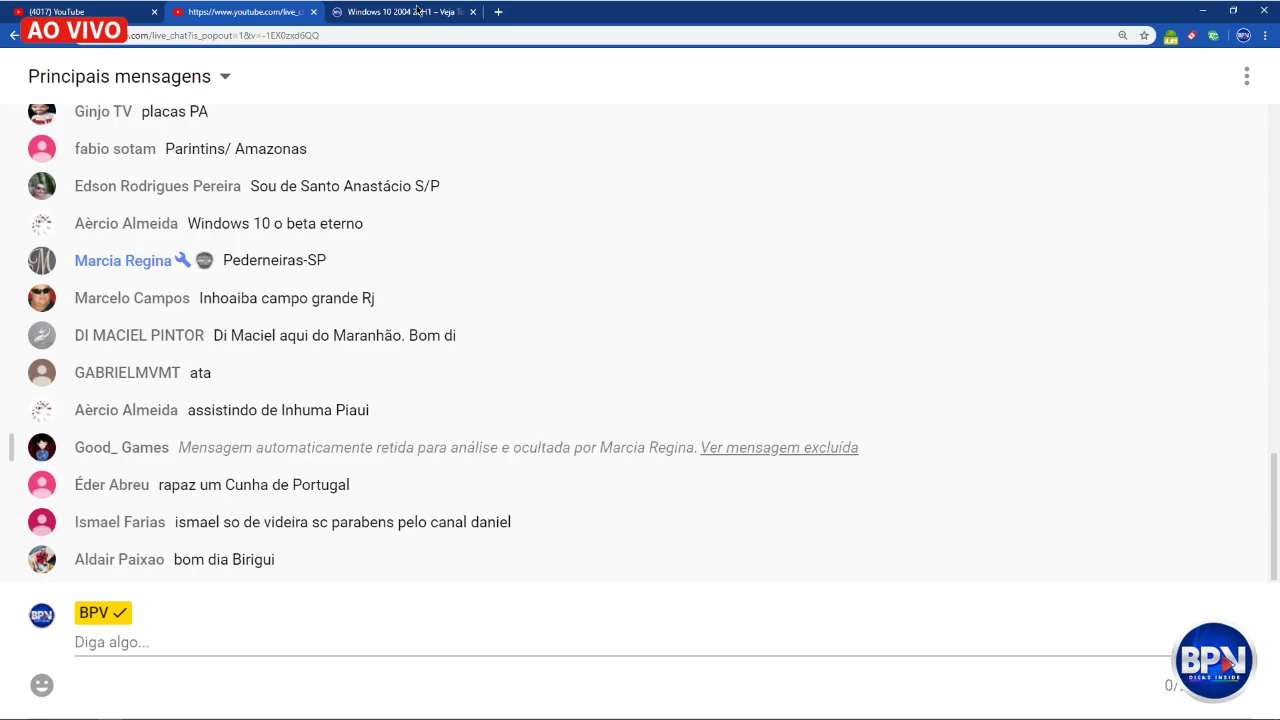 (4017) YouTube
https://www.youtube.com/live_c
Windows 10 2004
H1 – Veja
AO VIVO
.com/live_chat?is_popout=1&v=-1EX0zxd6QQ
Principais mensagens
Ginjo TV placas PA
fabio sotam Parintins/ Amazonas
Edson Rodrigues Pereira Sou de Santo Anastácio S/P
Aèrcio Almeida Windows 10 o beta eterno
Marcia Regina Pederneiras-SP
Marcelo Campos Inhoaiba campo grande Rj
DI MACIEL PINTOR Di Maciel aqui do Maranhão. Bom di
GABRIELMVMT ata
Aèrcio Almeida assistindo de Inhuma Piaui
Good_ Games Mensagem automaticamente retida para análise e ocultada por Marcia Regina. Ver mensagem excluída
Éder Abreu rapaz um Cunha de Portugal
Ismael Farias ismael so de videira sc parabens pelo canal daniel
Aldair Paixao bom dia Birigui
BPV
Diga algo...
0/
BPV
DICAS INSIDE